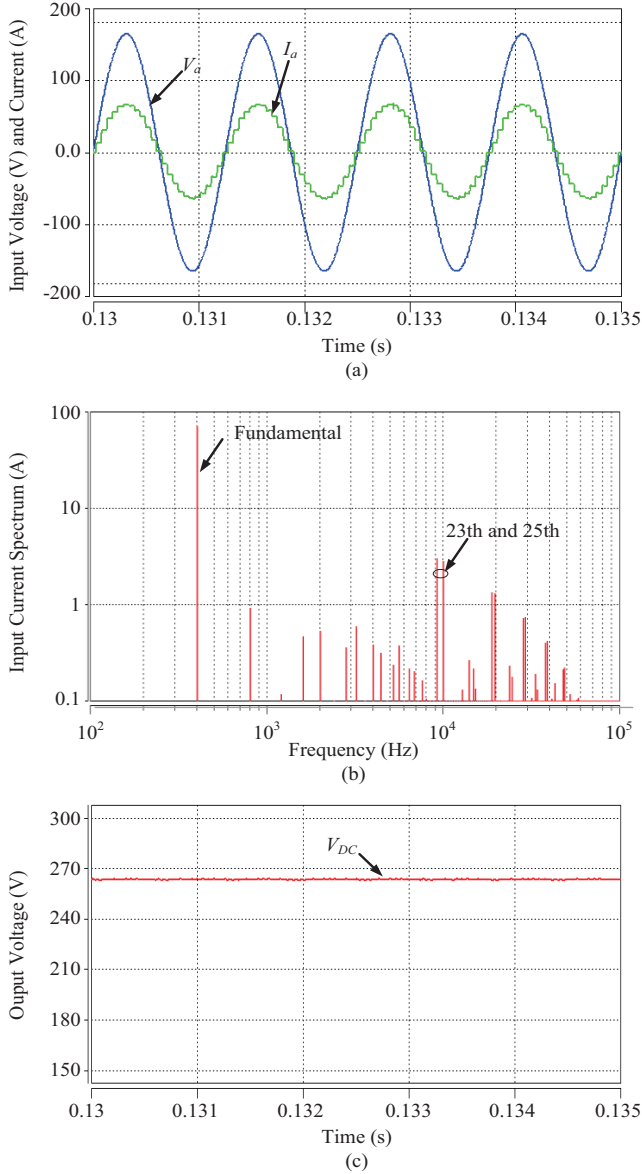 Input Voltage (V) and Current (A)
200
100
0.0
-100
-200
V_a
I_a
0.13 0.131 0.132 0.133 0.134 0.135
Time (s)
(a)
Input Current Spectrum (A)
100
10
1
0.1
Fundamental
23th and 25th
10^2 10^3 10^4 10^5
Frequency (Hz)
(b)
Ouput Voltage (V)
300
270
240
210
180
150
V_DC
0.13 0.131 0.132 0.133 0.134 0.135
Time (s)
(c)